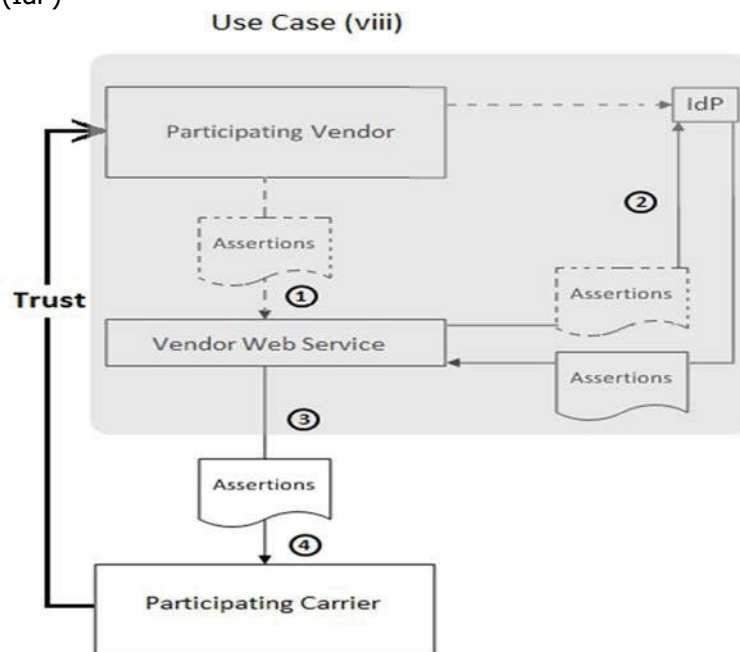 (IdP)
Use Case (viii)
Participating Vendor
IdP
②
Assertions
Assertions
Trust
①
Vendor Web Service
Assertions
③
Assertions
④
Participating Carrier